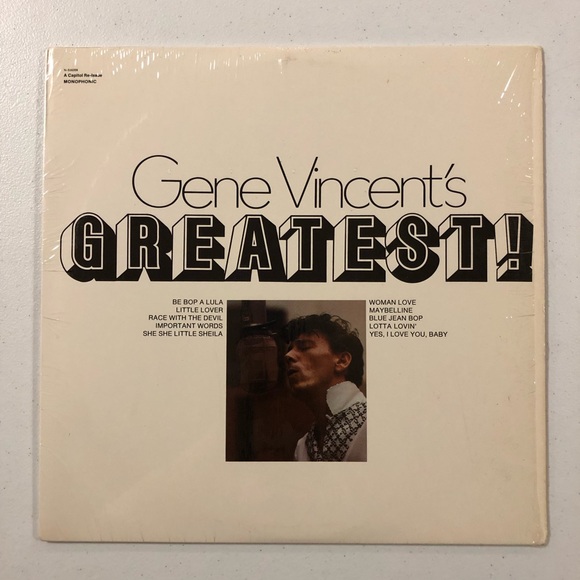 A Capitol Re-Issue
MONOPHONIC
Gene Vincent's
GREATEST!
BE BOP A LULA
LITTLE LOVER
RACE WITH THE DEVIL
IMPORTANT WORDS
SHE SHE LITTLE SHEILA
WOMAN LOVE
MAYBELLINE
BLUE JEAN BOP
LOTTA LOVIN'
YES, I LOVE YOU, BABY